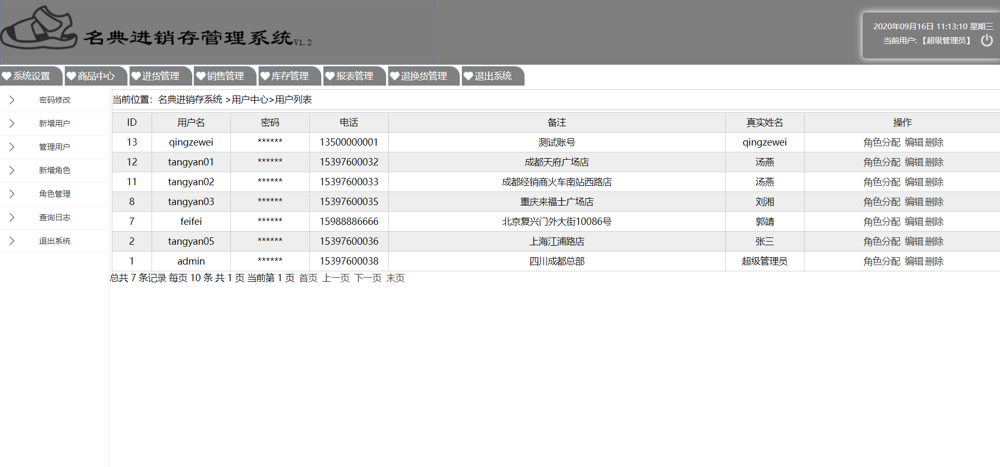 名典进销存管理系统V1.2
2020年09月16日 11:13:10 星期三
当前用户:【超级管理员】
系统设置 商品中心 进货管理 销售管理 库存管理 报表管理 退换货管理 退出系统
密码修改
新增用户
管理用户
新增角色
角色管理
查询日志
退出系统
当前位置：名典进销存系统 >用户中心>用户列表
ID 用户名 密码 电话 备注 真实姓名 操作
13 qingzewei ****** 13500000001 测试账号 qingzewei 角色分配 编辑 删除
12 tangyan01 ****** 15397600032 成都天府广场店 汤燕 角色分配 编辑 删除
11 tangyan02 ****** 15397600033 成都经销商火车南站西路店 汤燕 角色分配 编辑 删除
8 tangyan03 ****** 15397600035 重庆来福士广场店 刘湘 角色分配 编辑 删除
7 feifei ****** 15988886666 北京复兴门外大街10086号 郭靖 角色分配 编辑 删除
2 tangyan05 ****** 15397600036 上海江浦路店 张三 角色分配 编辑 删除
1 admin ****** 15397600038 四川成都总部 超级管理员 角色分配 编辑 删除
总共 7 条记录 每页 10 条 共 1 页 当前第 1 页 首页 上一页 下一页 末页